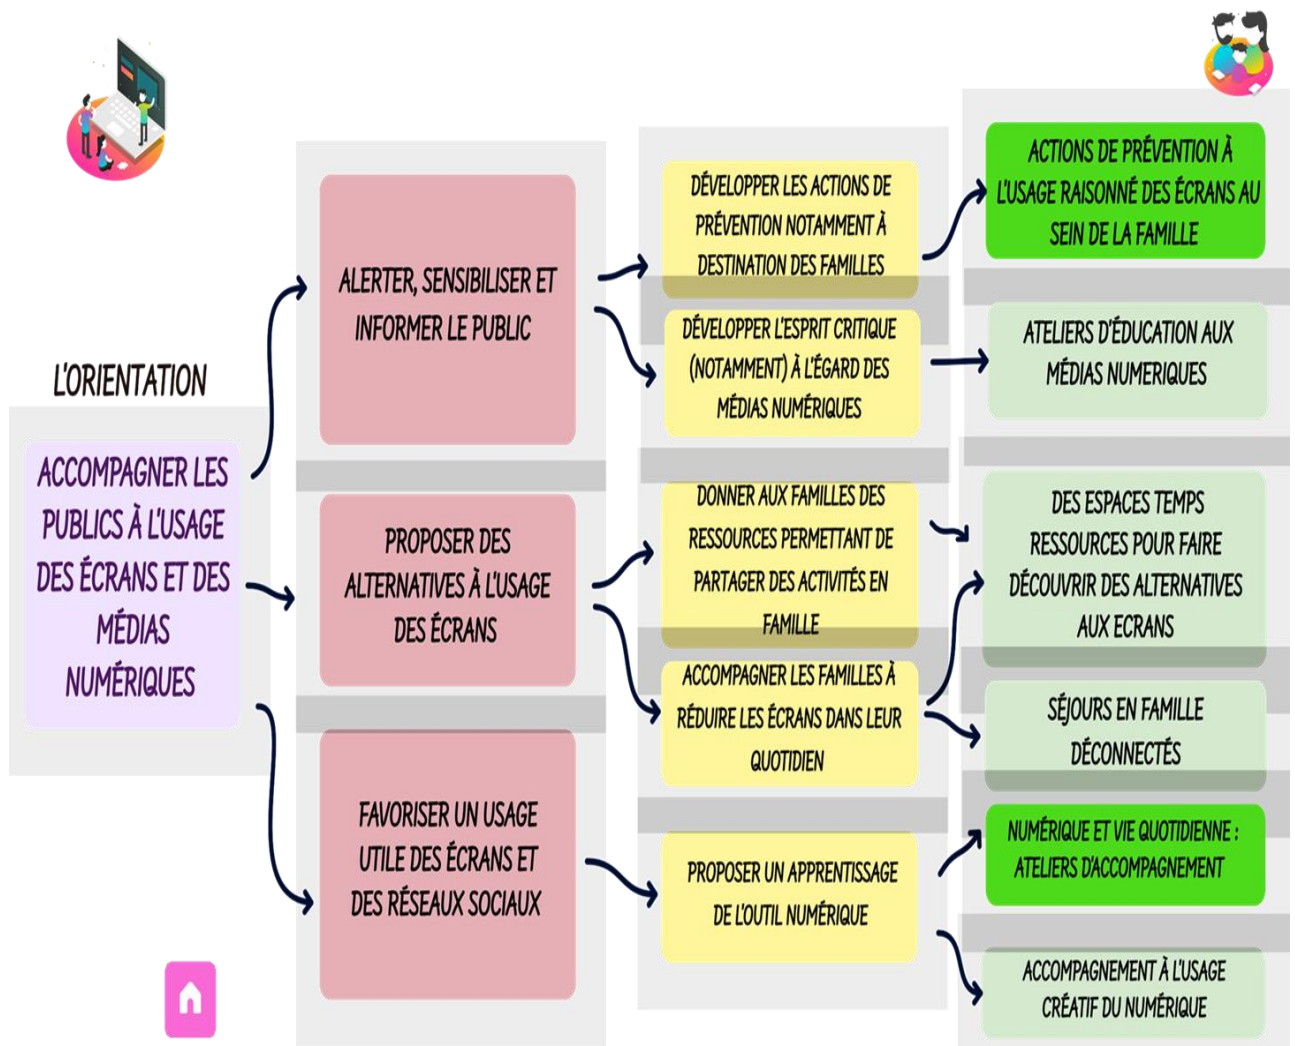 L'ORIENTATION
ACCOMPAGNER LES
PUBLICS À L'USAGE
DES ÉCRANS ET DES
MÉDIAS
NUMÉRIQUES
ALERTER, SENSIBILISER ET
INFORMER LE PUBLIC
PROPOSER DES
ALTERNATIVES À L'USAGE
DES ÉCRANS
FAVORISER UN USAGE
UTILE DES ÉCRANS ET
DES RÉSEAUX SOCIAUX
DÉVELOPPER LES ACTIONS DE
PRÉVENTION NOTAMMENT À
DESTINATION DES FAMILLES
DÉVELOPPER L'ESPRIT CRITIQUE
(NOTAMMENT) À L'ÉGARD DES
MÉDIAS NUMÉRIQUES
DONNER AUX FAMILLES DES
RESSOURCES PERMETTANT DE
PARTAGER DES ACTIVITÉS EN
FAMILLE
ACCOMPAGNER LES FAMILLES À
RÉDUIRE LES ÉCRANS DANS LEUR
QUOTIDIEN
PROPOSER UN APPRENTISSAGE
DE L'OUTIL NUMÉRIQUE
ACTIONS DE PRÉVENTION À
L'USAGE RAISONNÉ DES ÉCRANS AU
SEIN DE LA FAMILLE
ATELIERS D'ÉDUCATION AUX
MÉDIAS NUMERIQUES
DES ESPACES TEMPS
RESSOURCES POUR FAIRE
DÉCOUVRIR DES ALTERNATIVES
AUX ECRANS
SÉJOURS EN FAMILLE
DÉCONNECTÉS
NUMÉRIQUE ET VIE QUOTIDIENNE :
ATELIERS D'ACCOMPAGNEMENT
ACCOMPAGNEMENT À L'USAGE
CRÉATIF DU NUMÉRIQUE